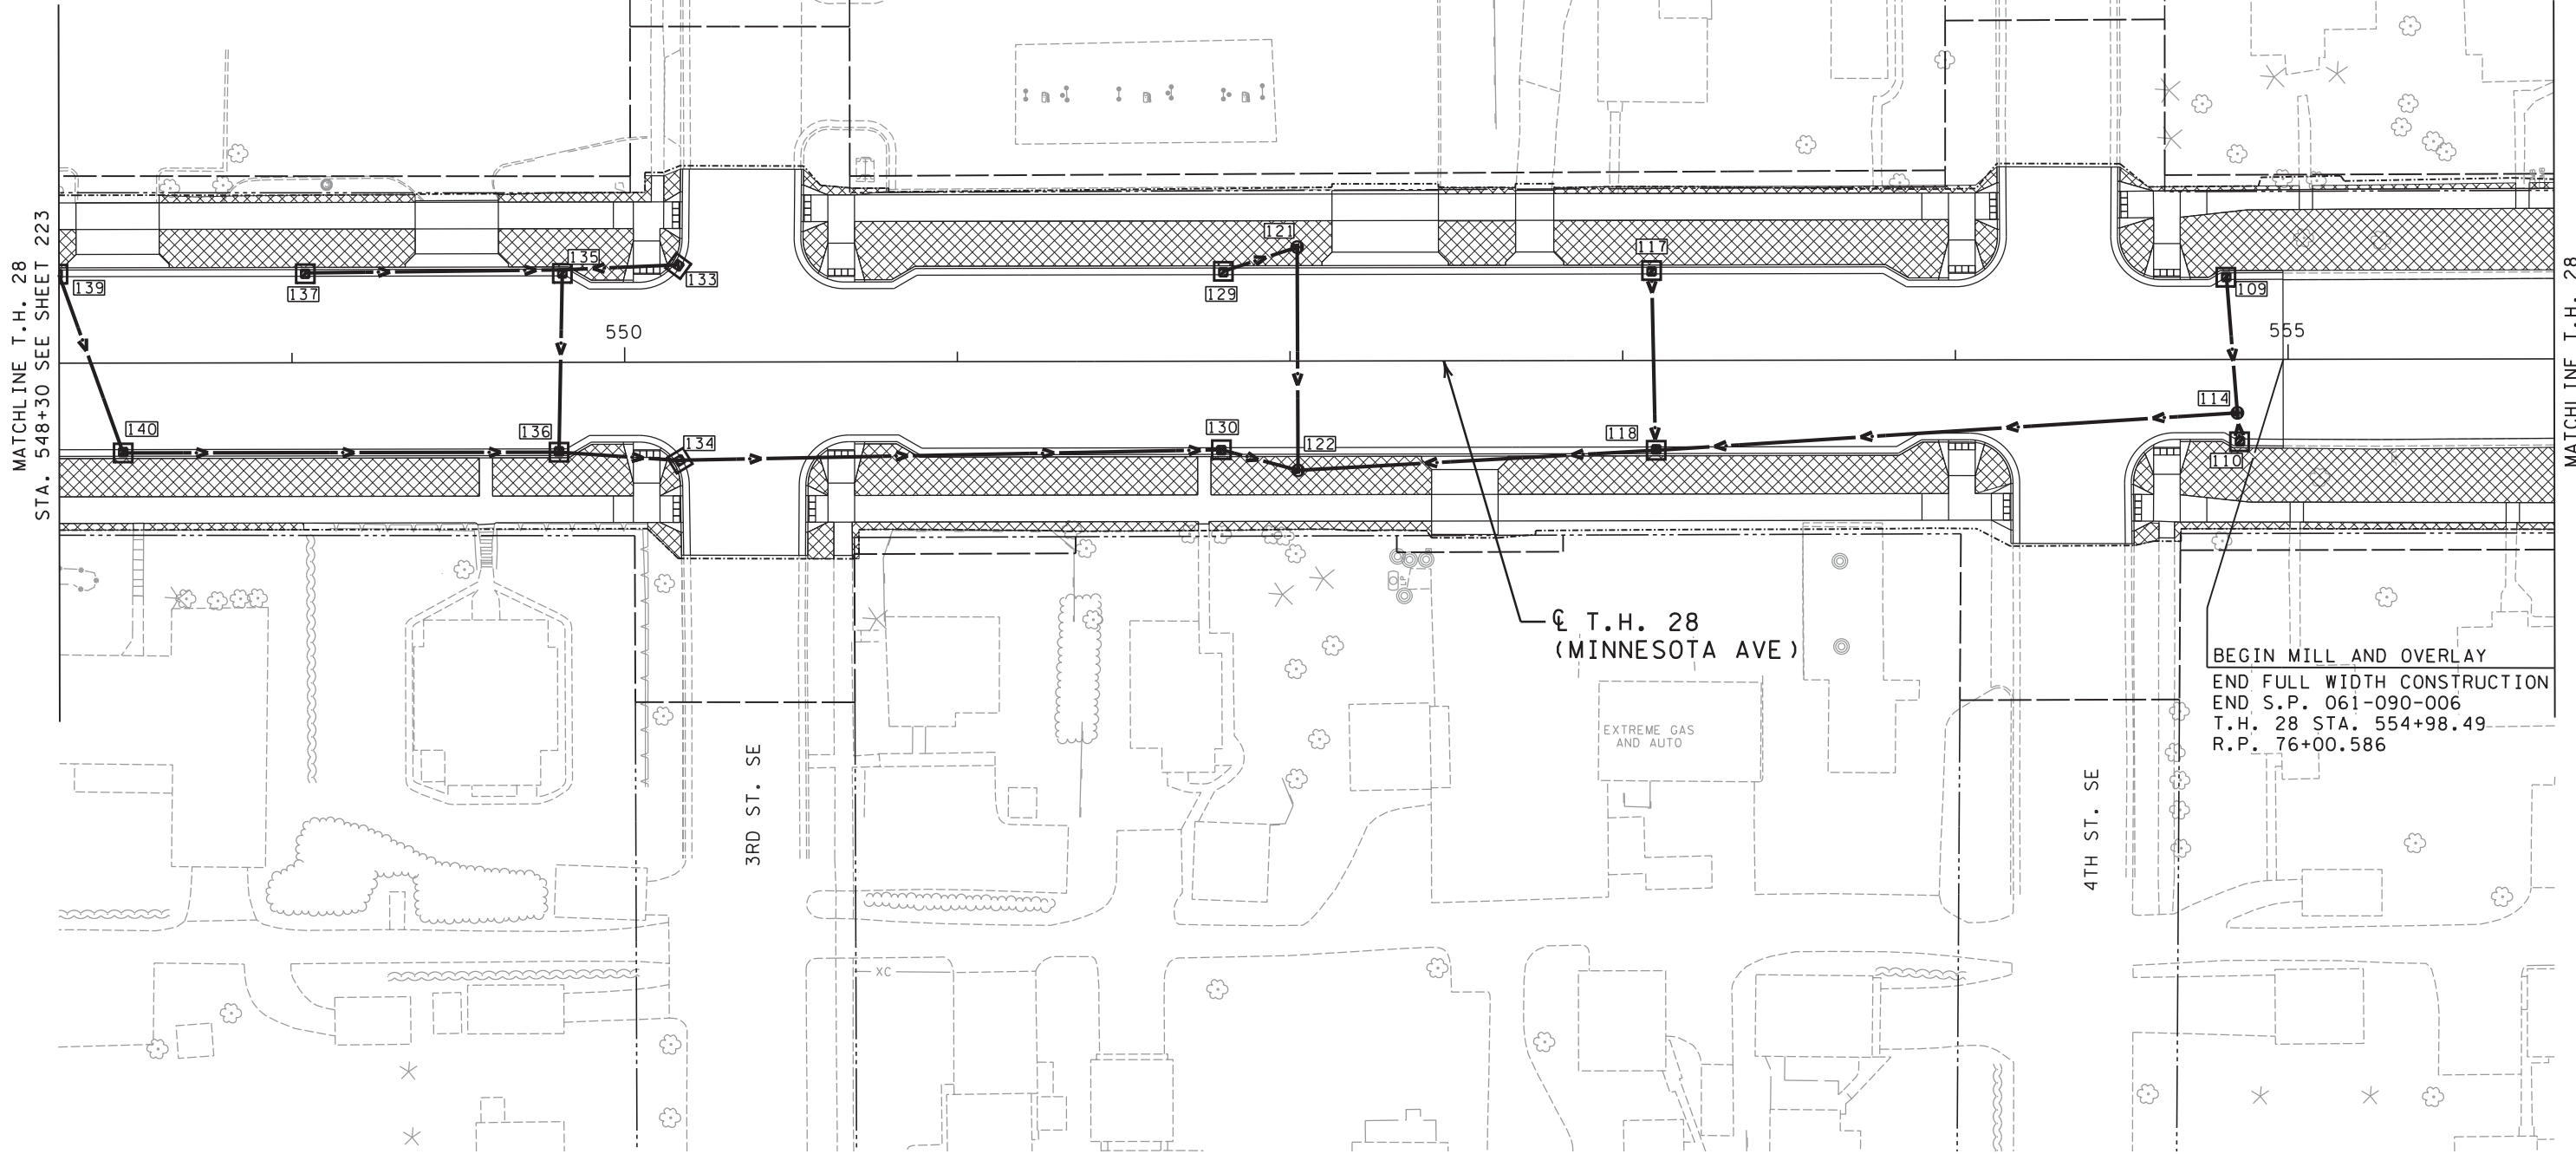 MATCHLINE T.H. 28
STA. 548+30 SEE SHEET 223
121
135
117
139
137
133
129
109
550
555
MATCHLINE T.H. 28
140
136
134
130
122
118
114
110
LP
℄ T.H. 28
(MINNESOTA AVE)
BEGIN MILL AND OVERLAY
END FULL WIDTH CONSTRUCTION
END S.P. 061-090-006
T.H. 28 STA. 554+98.49
R.P. 76+00.586
EXTREME GAS
AND AUTO
3RD ST. SE
4TH ST. SE
XC